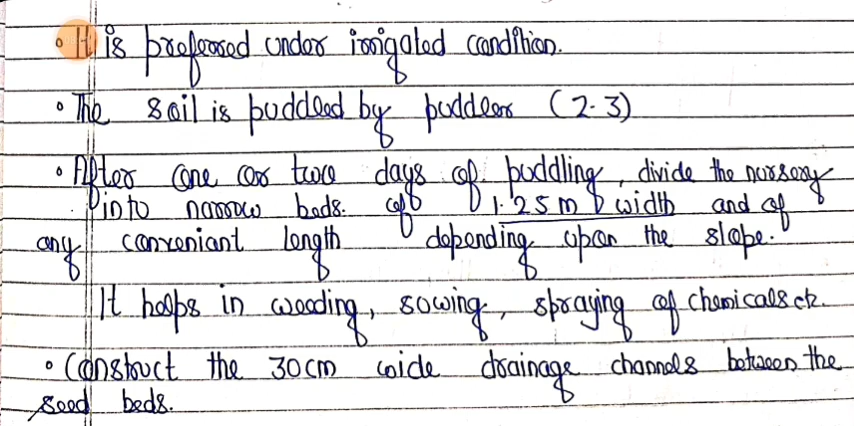 • It is preferred under irrigated condition.
• The soil is puddled by puddlers (2-3)
• After one or two days of puddling, divide the nursery
into narrow beds. of 1.25 m width and of
any conveniant length depending upon the slope.
It helps in weeding, sowing, spraying of chemicals etc.
• Construct the 30 cm wide drainage channels between the
seed beds.